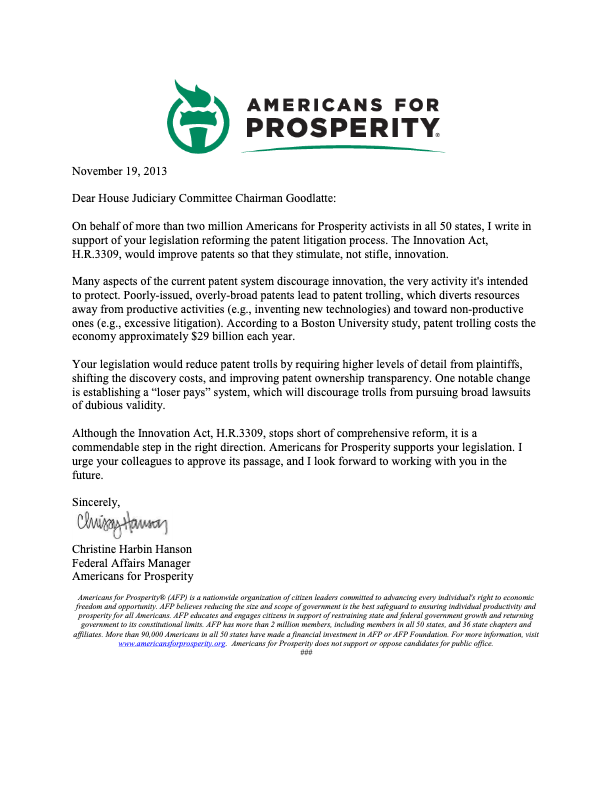 AMERICANS FOR
PROSPERITY®
November 19, 2013
Dear House Judiciary Committee Chairman Goodlatte:
On behalf of more than two million Americans for Prosperity activists in all 50 states, I write in
support of your legislation reforming the patent litigation process. The Innovation Act,
H.R.3309, would improve patents so that they stimulate, not stifle, innovation.
Many aspects of the current patent system discourage innovation, the very activity it's intended
to protect. Poorly-issued, overly-broad patents lead to patent trolling, which diverts resources
away from productive activities (e.g., inventing new technologies) and toward non-productive
ones (e.g., excessive litigation). According to a Boston University study, patent trolling costs the
economy approximately $29 billion each year.
Your legislation would reduce patent trolls by requiring higher levels of detail from plaintiffs,
shifting the discovery costs, and improving patent ownership transparency. One notable change
is establishing a “loser pays” system, which will discourage trolls from pursuing broad lawsuits
of dubious validity.
Although the Innovation Act, H.R.3309, stops short of comprehensive reform, it is a
commendable step in the right direction. Americans for Prosperity supports your legislation. I
urge your colleagues to approve its passage, and I look forward to working with you in the
future.
Sincerely,
Chrissy Hanson
Christine Harbin Hanson
Federal Affairs Manager
Americans for Prosperity
Americans for Prosperity® (AFP) is a nationwide organization of citizen leaders committed to advancing every individual's right to economic
freedom and opportunity. AFP believes reducing the size and scope of government is the best safeguard to ensuring individual productivity and
prosperity for all Americans. AFP educates and engages citizens in support of restraining state and federal government growth and returning
government to its constitutional limits. AFP has more than 2 million members, including members in all 50 states, and 36 state chapters and
affiliates. More than 90,000 Americans in all 50 states have made a financial investment in AFP or AFP Foundation. For more information, visit
www.americansforprosperity.org. Americans for Prosperity does not support or oppose candidates for public office.
###